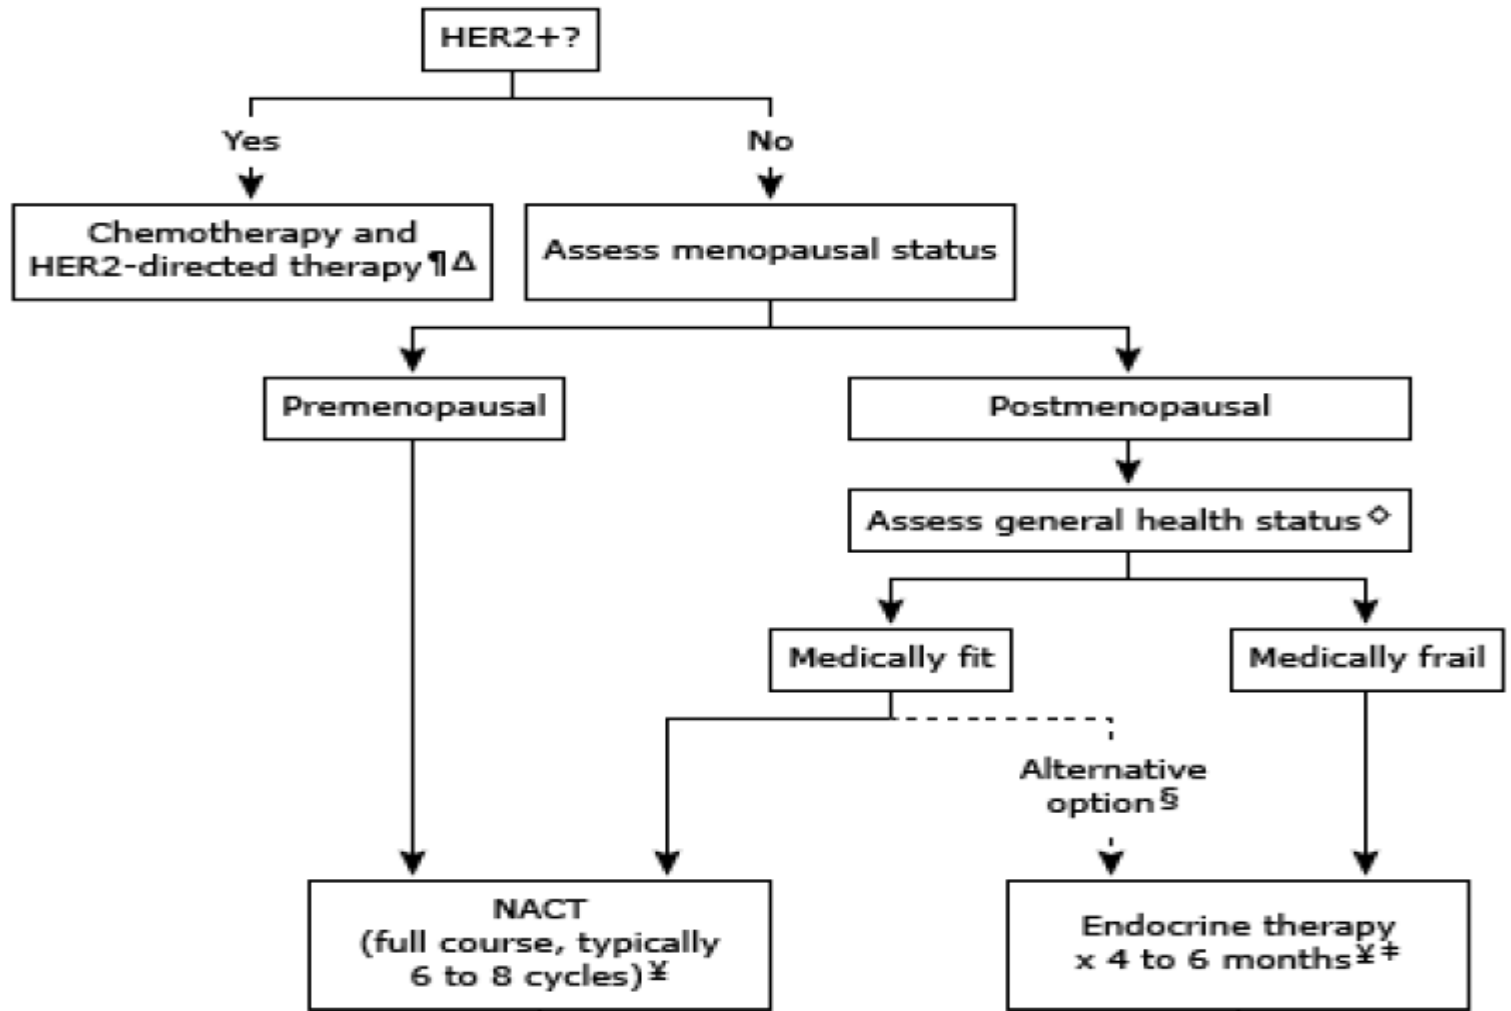 HER2+?
Yes
No
Chemotherapy and
HER2-directed therapy¶Δ
Assess menopausal status
Premenopausal
Postmenopausal
Assess general health status◇
Medically fit
Medically frail
Alternative
option§
NACT
(full course, typically
6 to 8 cycles)¥
Endocrine therapy
x 4 to 6 months¥‡